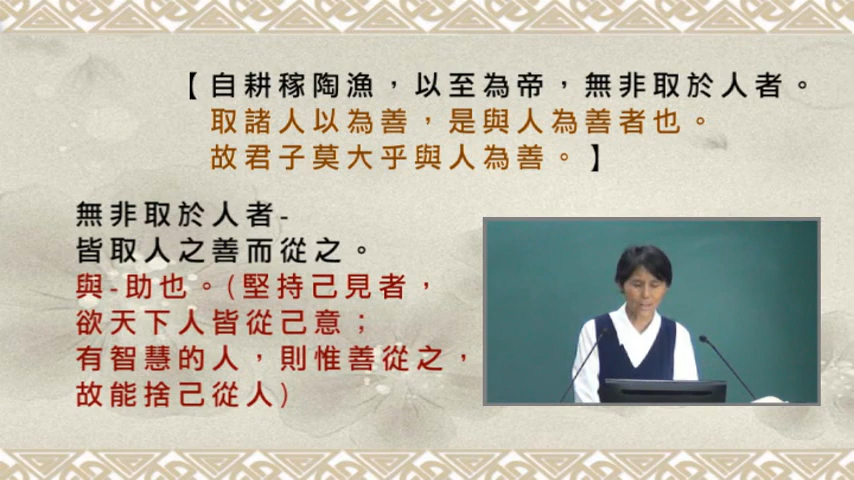 【自耕稼陶漁，以至為帝，無非取於人者。
取諸人以為善，是與人為善者也。
故君子莫大乎與人為善。】
無非取於人者-
皆取人之善而從之。
與-助也。(堅持己見者，
欲天下人皆從己意；
有智慧的人，則惟善從之，
故能捨己從人)